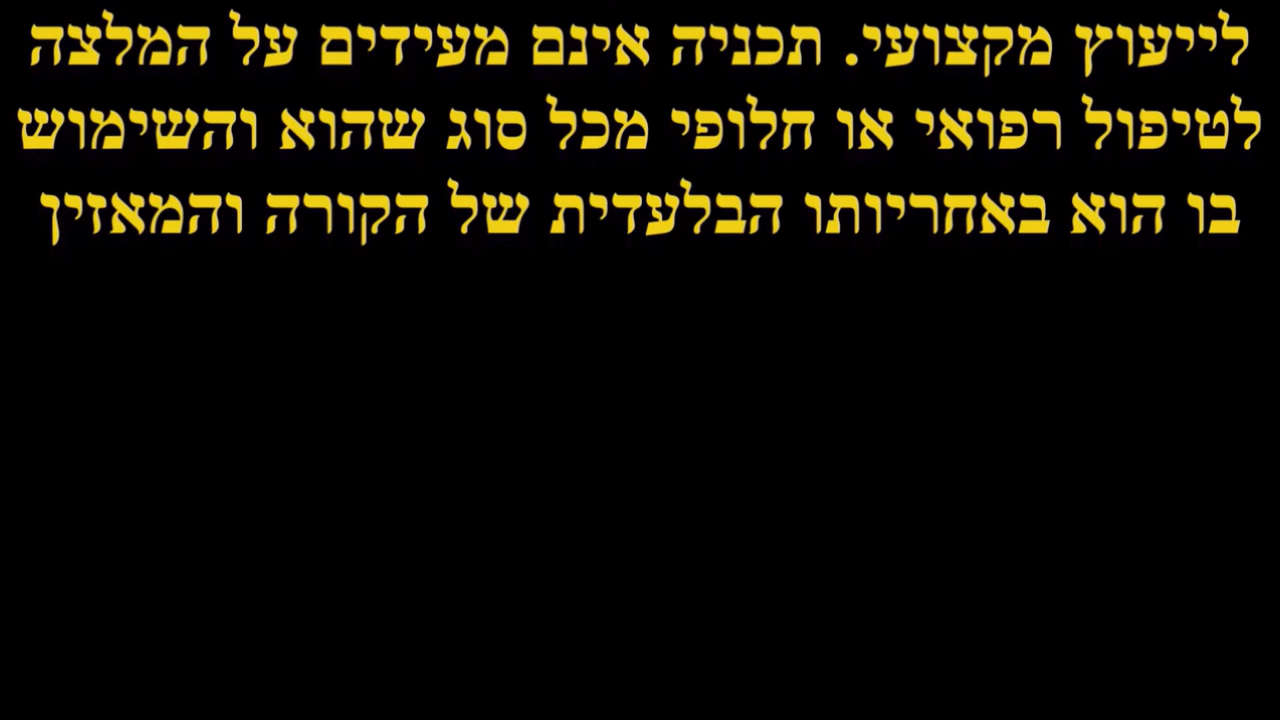 לייעוץ מקצועי. תכניה אינם מעידים על המלצה
לטיפול רפואי או חלופי מכל סוג שהוא והשימוש
בו הוא באחריותו הבלעדית של הקורה והמאזין